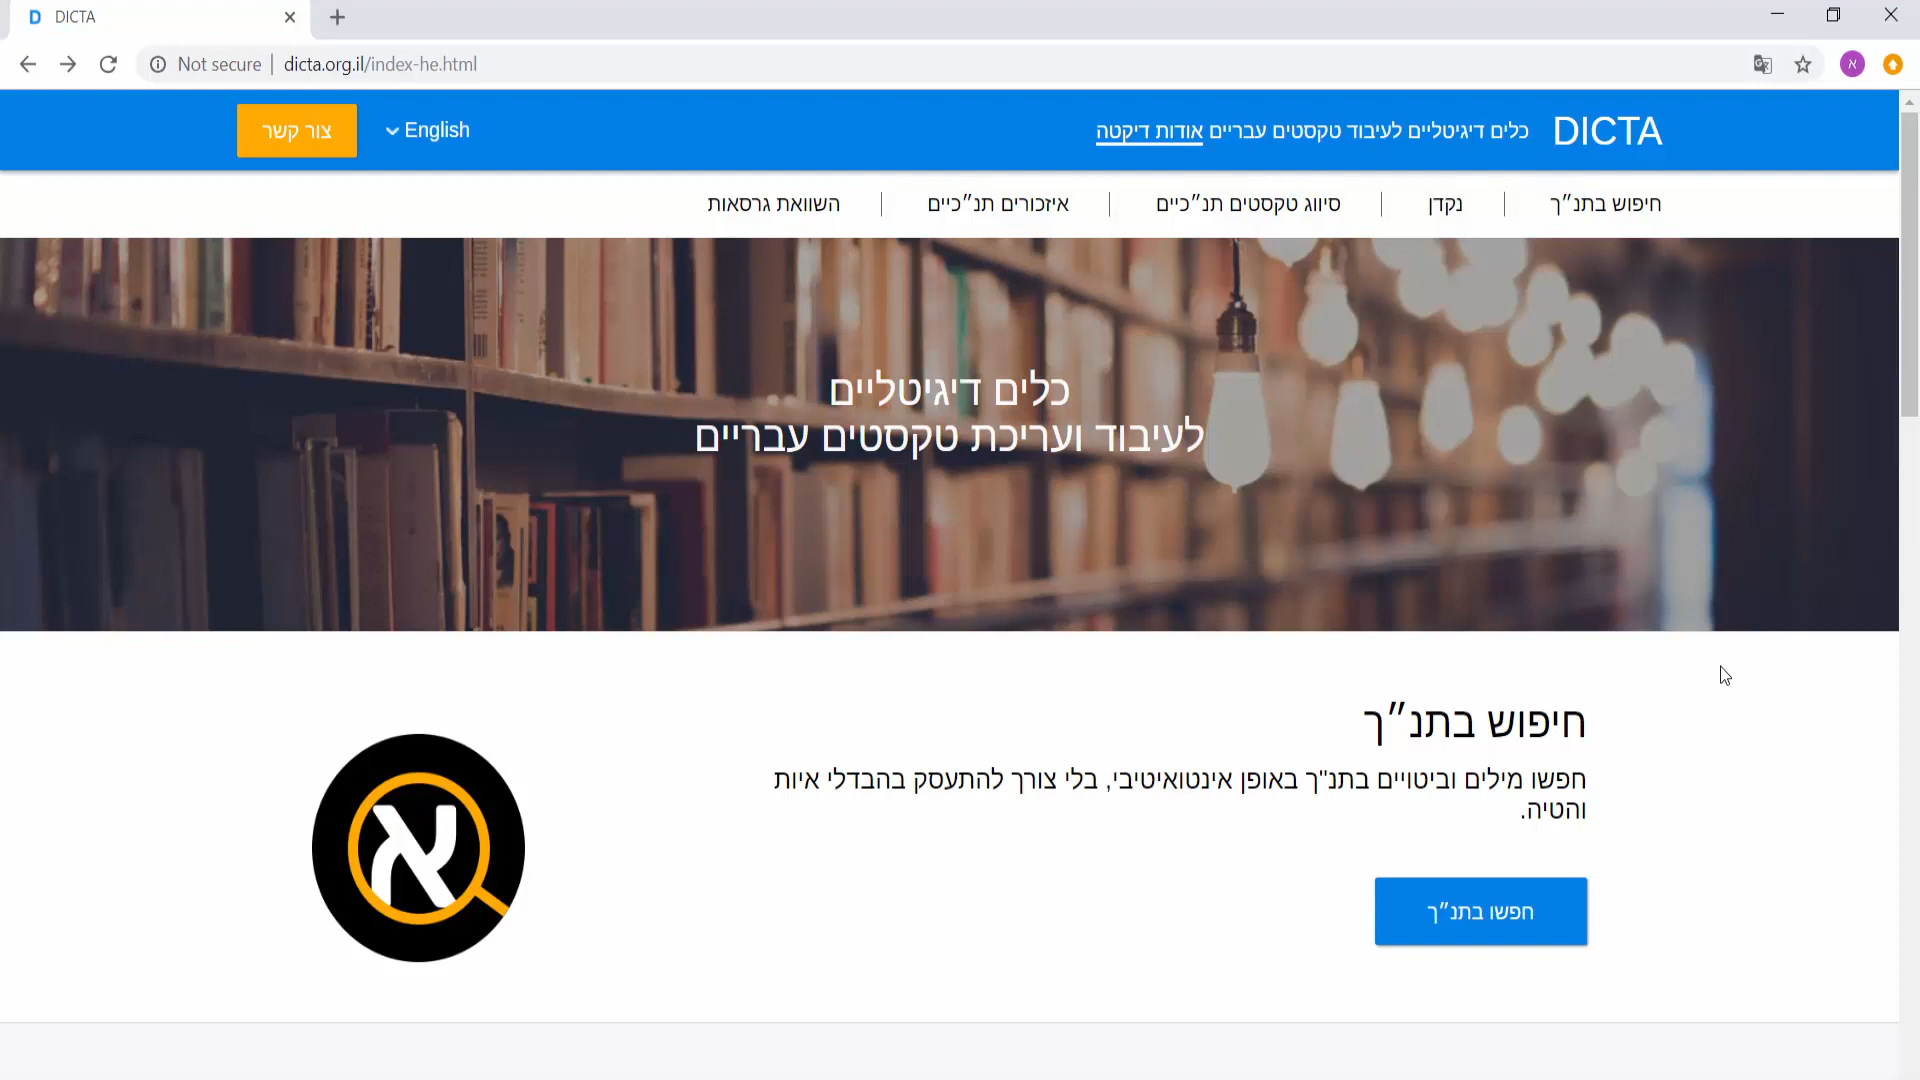 DICTA
Not secure
dicta.org.il/index-he.html
DICTA
כלים דיגיטליים לעיבוד טקסטים עבריים אודות דיקטה
English
צור קשר
חיפוש בתנ״ך
נקדן
סיווג טקסטים תנ״כיים
איזכורים תנ״כיים
השוואת גרסאות
כלים דיגיטליים
לעיבוד ועריכת טקסטים עבריים
חיפוש בתנ״ך
חפשו מילים וביטויים בתנ"ך באופן אינטואיטיבי, בלי צורך להתעסק בהבדלי איות
והטיה.
א
חפשו בתנ״ך